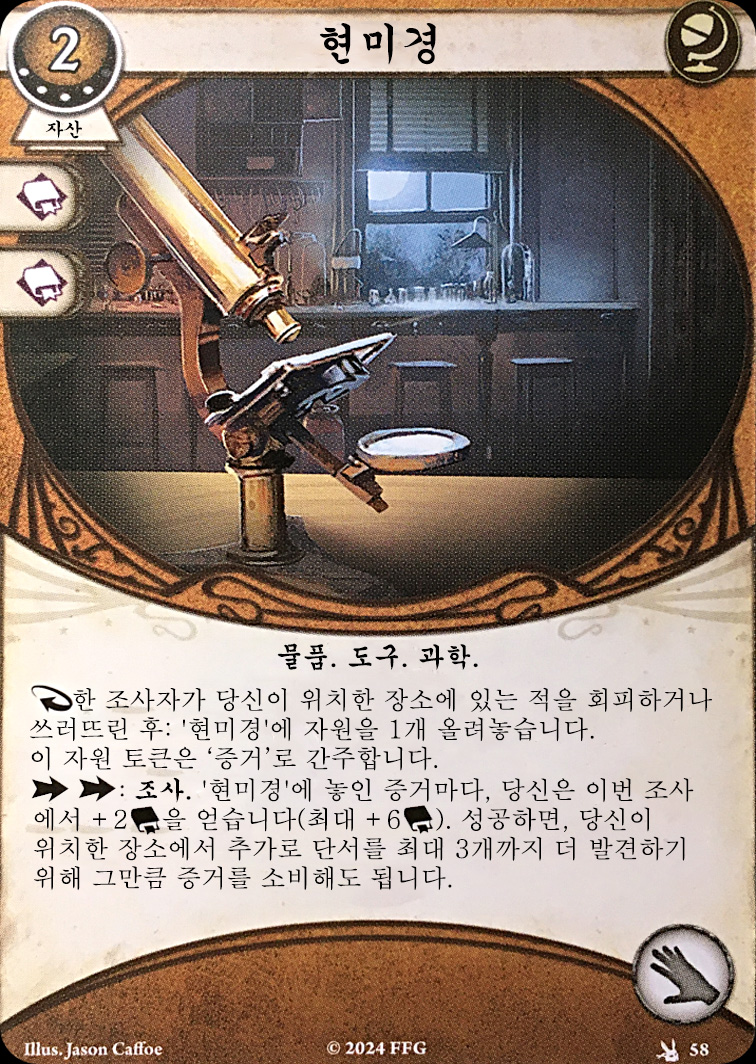 2
현미경
자산
물품. 도구. 과학.
한 조사자가 당신이 위치한 장소에 있는 적을 회피하거나
쓰러뜨린 후: '현미경'에 자원을 1개 올려놓습니다.
이 자원 토큰은 ‘증거’로 간주합니다.
: 조사. '현미경'에 놓인 증거마다, 당신은 이번 조사
에서 +2을 얻습니다(최대 +6). 성공하면, 당신이
위치한 장소에서 추가로 단서를 최대 3개까지 더 발견하기
위해 그만큼 증거를 소비해도 됩니다.
Illus. Jason Caffoe
© 2024 FFG
58